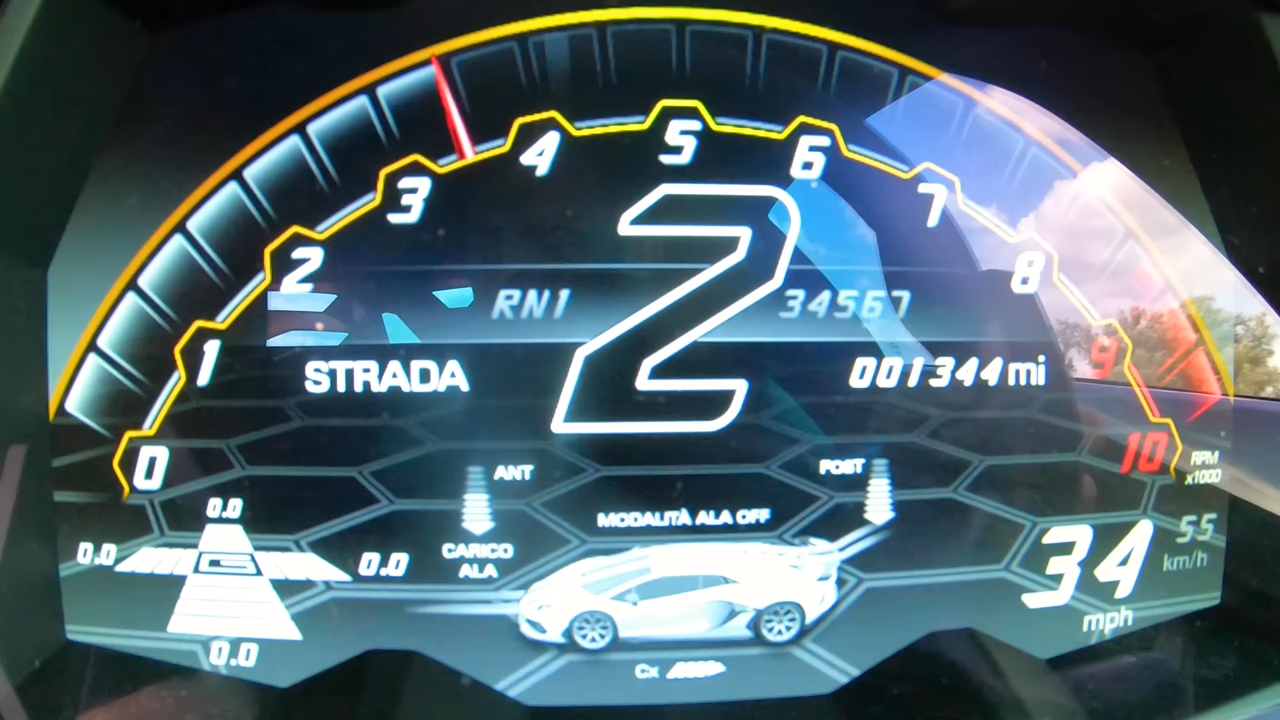 0 1 2 3 4 5 6 7 8 9 10
RPM
x1000
2
RN1 34567
STRADA
001344 mi
ANT
POST
MODALITÀ ALA OFF
CARICO
ALA
0.0
0.0 G 0.0
0.0
34 mph
55 km/h
Cx